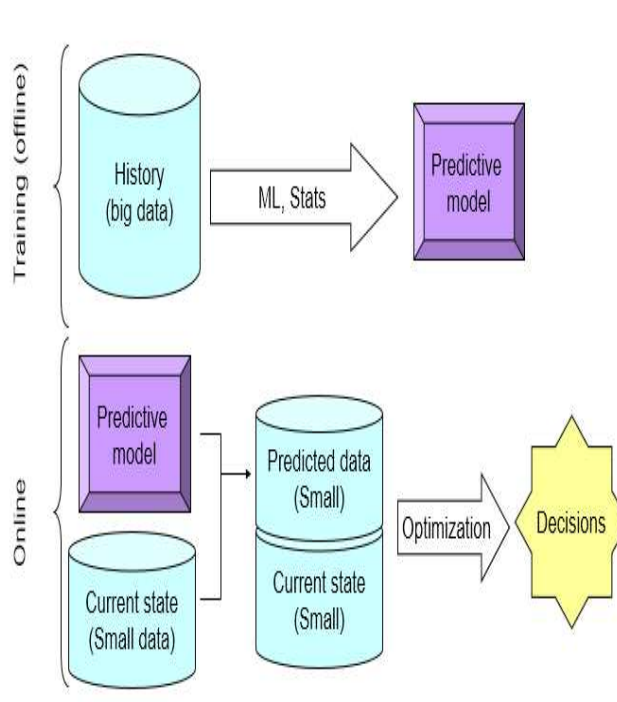 Training (offline)
History
(big data)
ML, Stats
Predictive
model
Online
Predictive
model
Current state
(Small data)
Predicted data
(Small)
Current state
(Small)
Optimization
Decisions